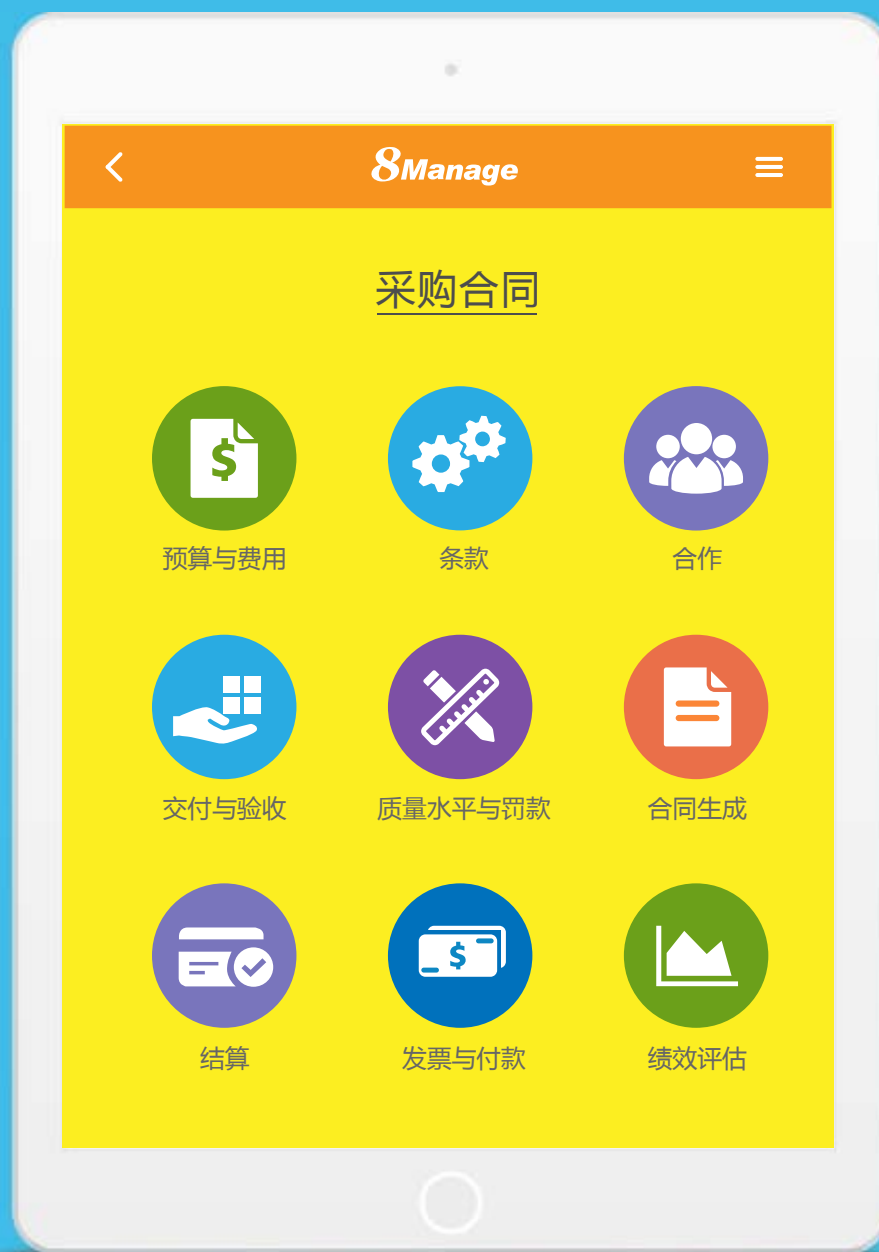 8Manage
采购合同
$
预算与费用
条款
合作
交付与验收
质量水平与罚款
合同生成
$
结算
发票与付款
绩效评估